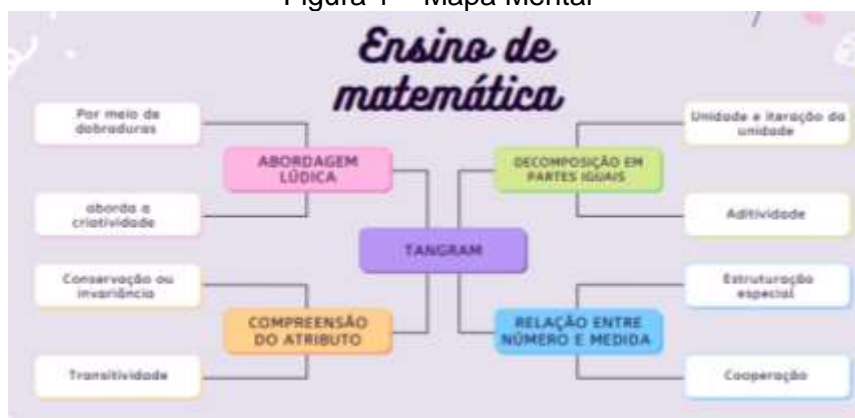 Figura 1 – Mapa Mental
Ensino de
matemática
Por meio de
dobraduras
ABORDAGEM
LÚDICA
aborda a
criatividade
Conservação ou
invariância
COMPREENSÃO
DO ATRIBUTO
Transitividade
TANGRAM
Unidade e iteração da
unidade
DECOMPOSIÇÃO EM
PARTES IGUAIS
Aditividade
Estruturação
especial
RELAÇÃO ENTRE
NÚMERO E MEDIDA
Cooperação